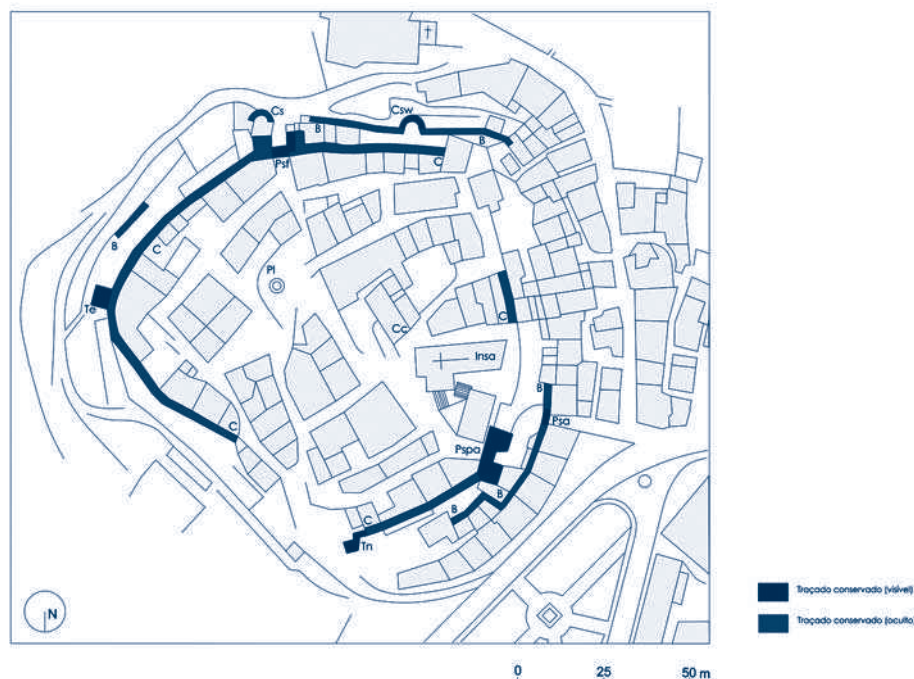 Cs
Csw
B
B
Psf
C
B
C
Pl
Te
C
Cc
Insa
B
Psa
C
Pspa
B
B
C
Tn
N
Traçado conservado (visível)
Traçado conservado (oculto)
0 25 50 m